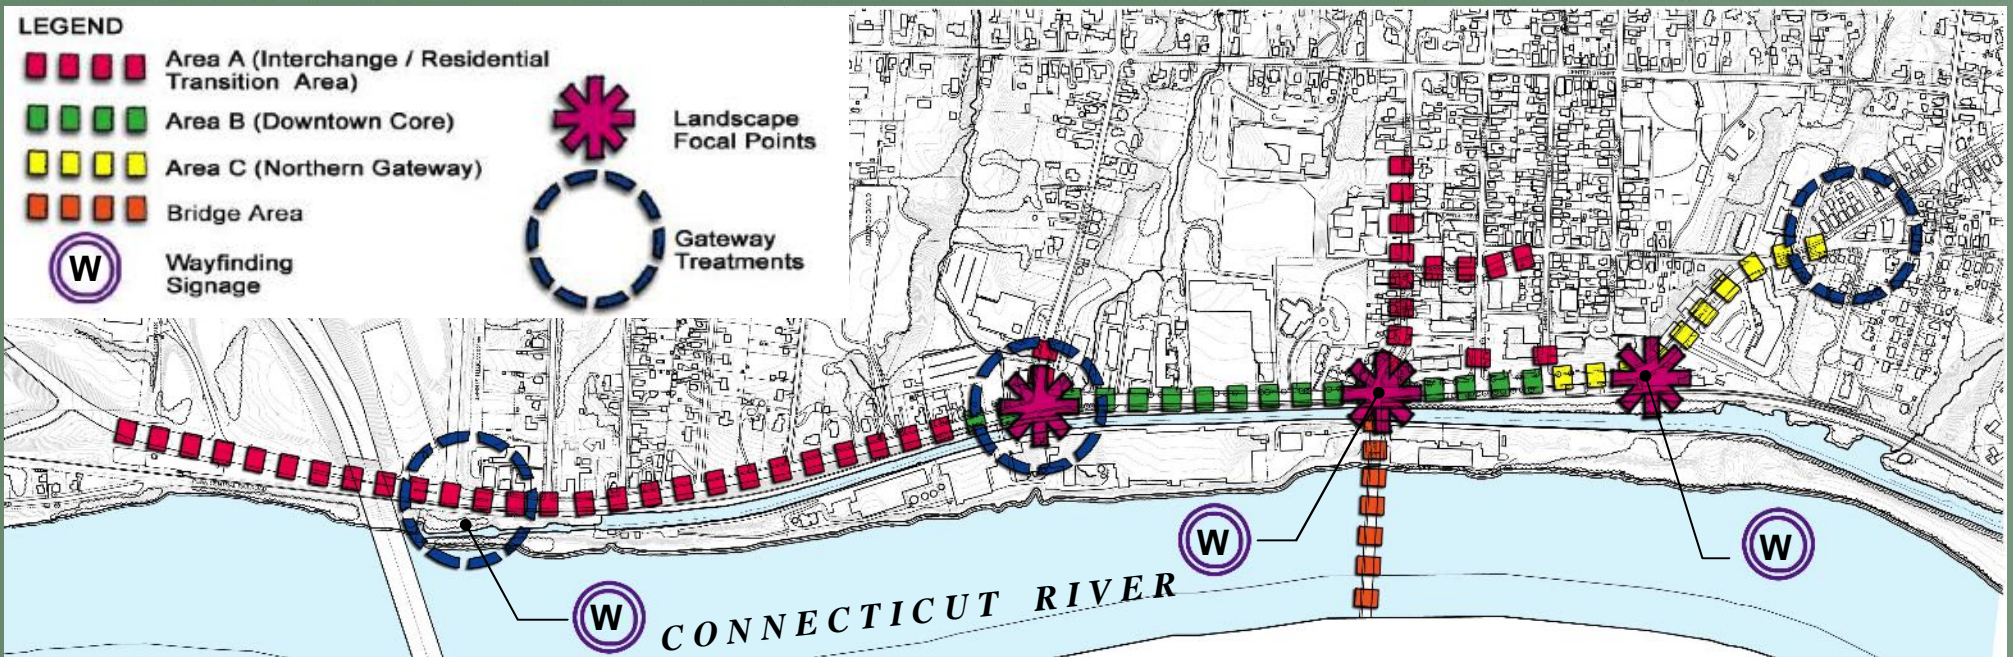 LEGEND
Area A (Interchange / Residential
Transition Area)
Area B (Downtown Core)
Area C (Northern Gateway)
Bridge Area
W
Wayfinding
Signage
Landscape
Focal Points
Gateway
Treatments
W
W
W
CONNECTICUT RIVER